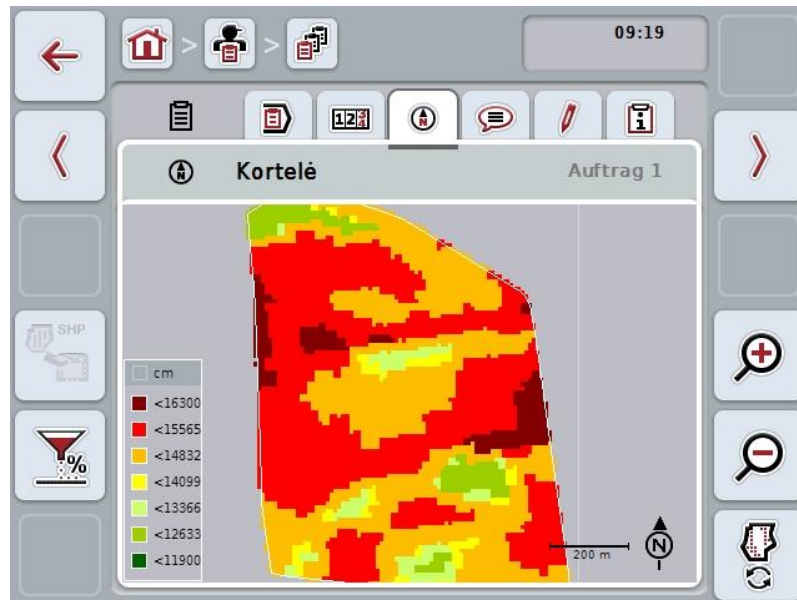 09:19
Kortelė
Auftrag 1
SHP
%
cm
<16300
<15565
<14832
<14099
<13366
<12633
<11900
200 m
N